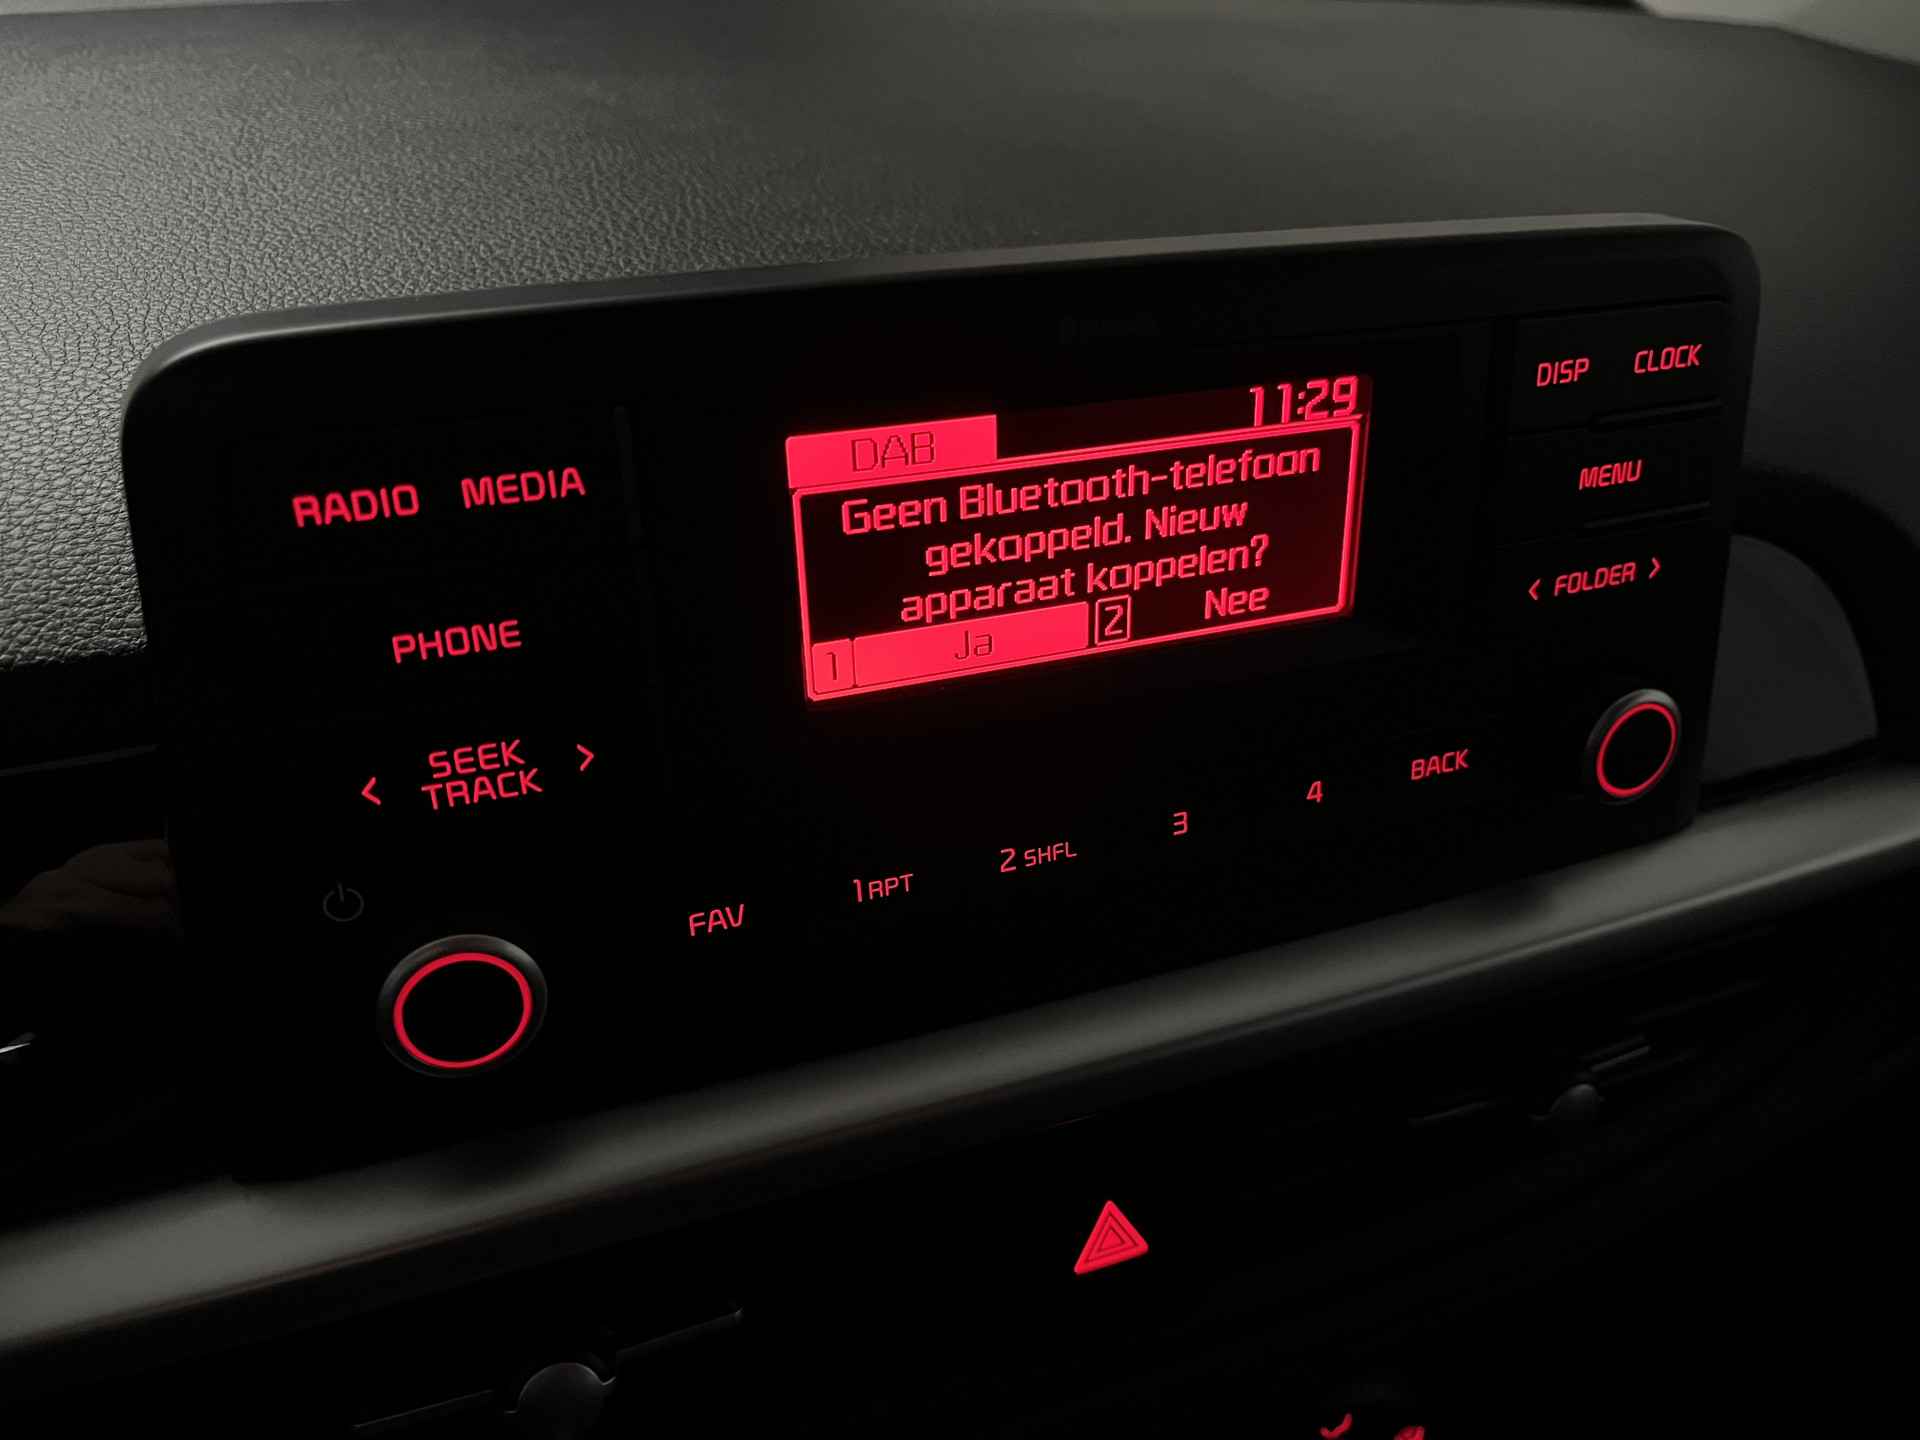 DISP CLOCK
11:29
DAB
RADIO MEDIA
Geen Bluetooth-telefoon
gekoppeld. Nieuw
apparaat koppelen?
1 Ja 2 Nee
MENU
< FOLDER >
PHONE
< SEEK >
TRACK
FAV 1 RPT 2 SHFL 3 4 BACK